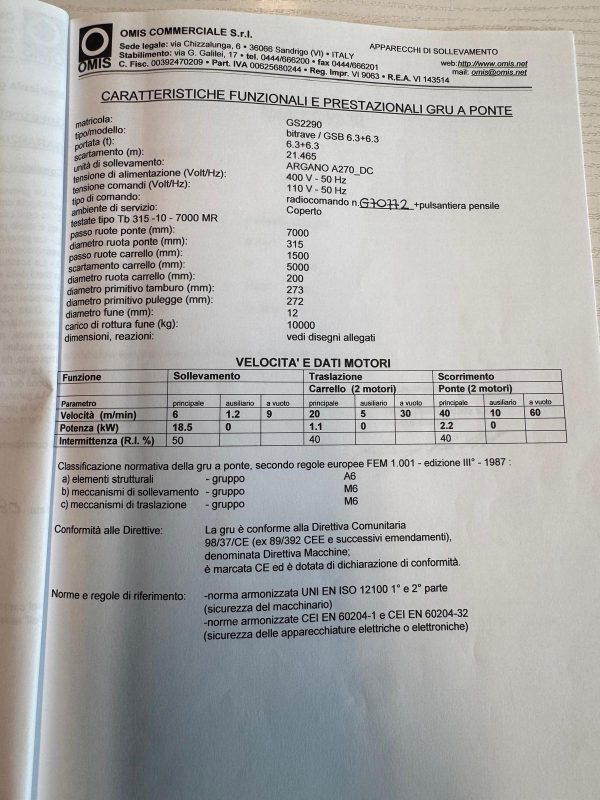 OMIS
OMIS COMMERCIALE S.r.l.
Sede legale: via Chizzalunga, 6 • 36066 Sandrigo (VI) • ITALY
APPARECCHI DI SOLLEVAMENTO
Stabilimento: via G. Galilei, 17 • tel. 0444/666600 • fax 0444/666201
web:http://www.omis.net
C. Fisc. 00392470209 • Part. IVA 00625680244 • Reg. Impr. VI 9063 • R.E.A. VI 143514
mail: omis@omis.net
CARATTERISTICHE FUNZIONALI E PRESTAZIONALI GRU A PONTE
matricola: GS2290
tipo/modello: bitrave / GSB 6.3+6.3
portata (t): 6.3+6.3
scartamento (m): 21.465
unità di sollevamento: ARGANO A270_DC
tensione di alimentazione (Volt/Hz): 400 V - 50 Hz
tensione comandi (Volt/Hz): 110 V - 50 Hz
tipo di comando: radiocomando n. +pulsantiera pensile
ambiente di servizio: Coperto
testate tipo Tb 315 -10 - 7000 MR
passo ruote ponte (mm): 7000
diametro ruota ponte (mm): 315
passo ruote carrello (mm): 1500
scartamento carrello (mm): 5000
diametro ruota carrello (mm): 200
diametro primitivo tamburo (mm): 273
diametro primitivo pulegge (mm): 272
diametro fune (mm): 12
carico di rottura fune (kg): 10000
dimensioni, reazioni: vedi disegni allegati
VELOCITA' E DATI MOTORI
Funzione Sollevamento Traslazione Scorrimento
Carrello (2 motori) Ponte (2 motori)
Parametro principale ausiliario a vuoto principale ausiliario a vuoto principale ausiliario a vuoto
Velocità (m/min) 6 1.2 9 20 5 30 40 10 60
Potenza (kW) 18.5 0 1.1 0 2.2 0
Intermittenza (R.I. %) 50 40 40
Classificazione normativa della gru a ponte, secondo regole europee FEM 1.001 - edizione III° - 1987 :
a) elementi strutturali - gruppo A6
b) meccanismi di sollevamento - gruppo M6
c) meccanismi di traslazione - gruppo M6
Conformità alle Direttive: La gru è conforme alla Direttiva Comunitaria
98/37/CE (ex 89/392 CEE e successivi emendamenti),
denominata Direttiva Macchine;
è marcata CE ed è dotata di dichiarazione di conformità.
Norme e regole di riferimento: -norma armonizzata UNI EN ISO 12100 1° e 2° parte
(sicurezza del macchinario)
-norme armonizzate CEI EN 60204-1 e CEI EN 60204-32
(sicurezza delle apparecchiature elettriche o elettroniche)